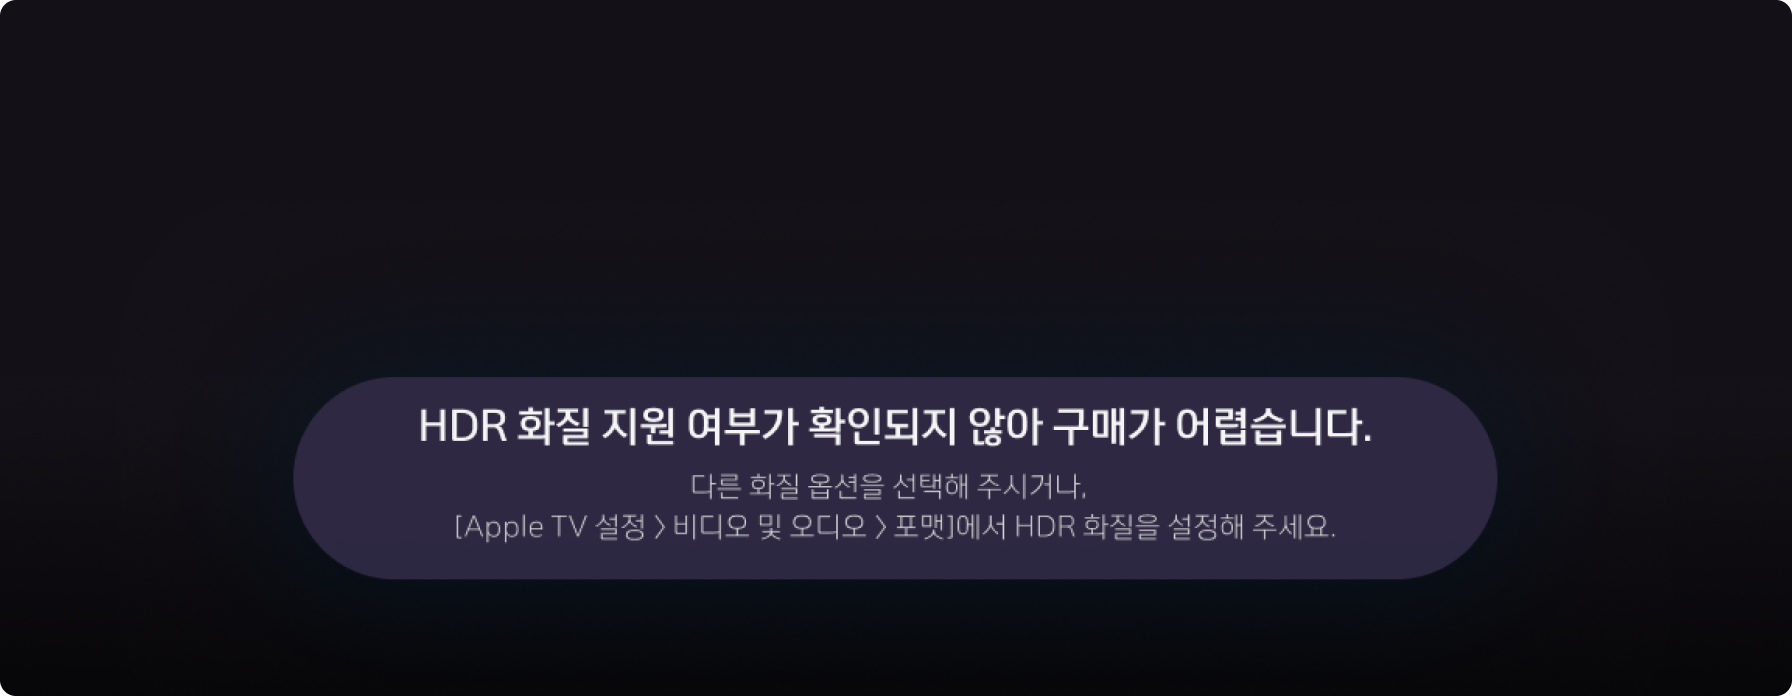 HDR 화질 지원 여부가 확인되지 않아 구매가 어렵습니다.
다른 화질 옵션을 선택해 주시거나,
[Apple TV 설정 〉 비디오 및 오디오 〉 포맷]에서 HDR 화질을 설정해 주세요.